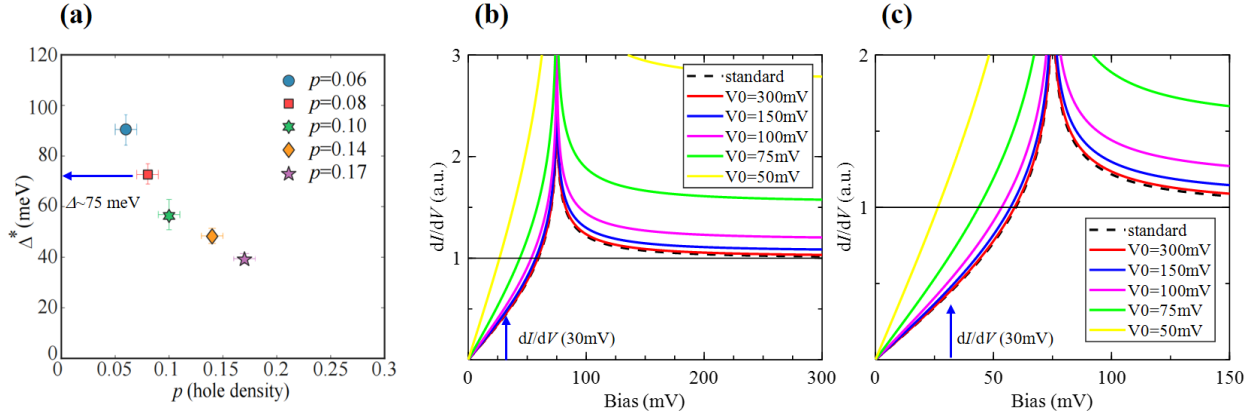 (a)
120
100
80
60
40
20
0
Δ* (meV)
Δ~75 meV
p=0.06
p=0.08
p=0.10
p=0.14
p=0.17
0 0.05 0.1 0.15 0.2 0.25 0.3
p (hole density)
(b)
3
2
1
dI/dV (a.u.)
standard
V0=300mV
V0=150mV
V0=100mV
V0=75mV
V0=50mV
dI/dV (30mV)
0 100 200 300
Bias (mV)
(c)
2
1
dI/dV (a.u.)
standard
V0=300mV
V0=150mV
V0=100mV
V0=75mV
V0=50mV
dI/dV (30mV)
0 50 100 150
Bias (mV)